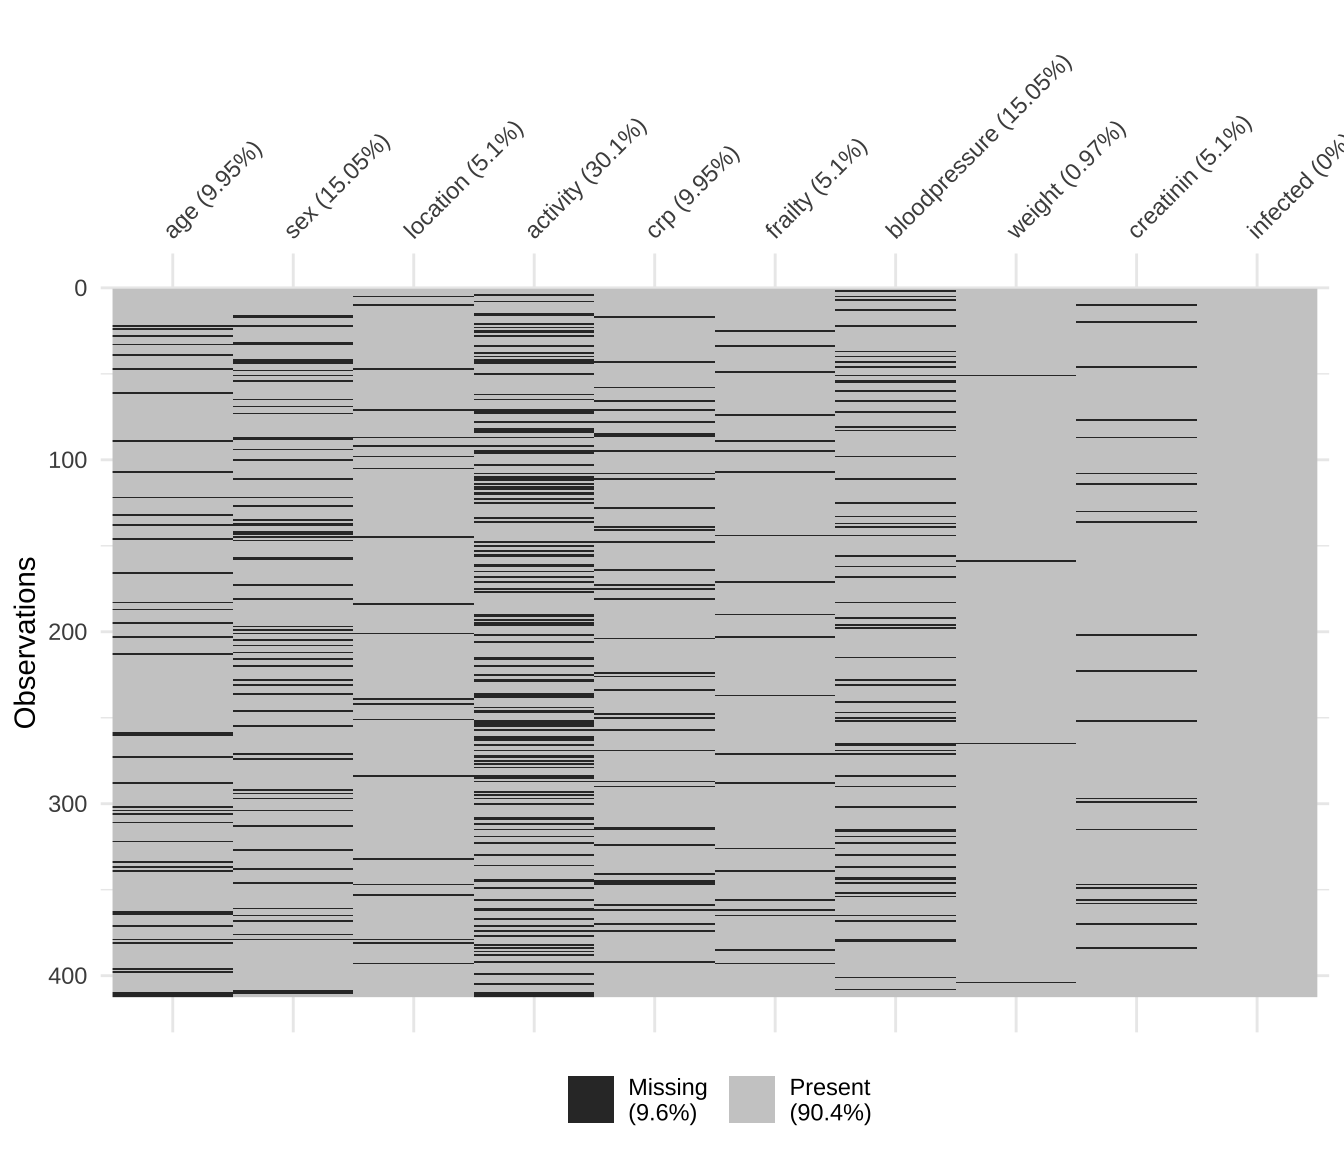 age (9.95%)
sex (15.05%)
location (5.1%)
activity (30.1%)
crp (9.95%)
frailty (5.1%)
bloodpressure (15.05%)
weight (0.97%)
creatinin (5.1%)
infected (0%
Observations
0
100
200
300
400
Missing
(9.6%)
Present
(90.4%)